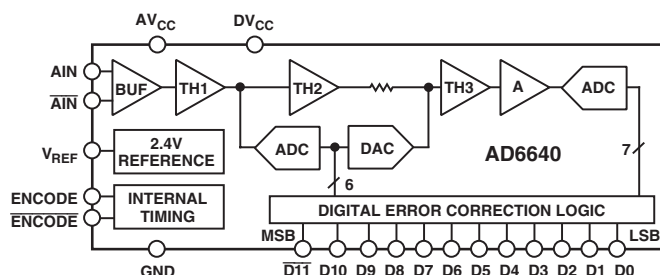 AVCC DVCC
AIN
AIN
BUF TH1 TH2 TH3 A ADC
ADC DAC
AD6640
7
VREF
2.4V
REFERENCE
6
ENCODE
ENCODE
INTERNAL
TIMING
DIGITAL ERROR CORRECTION LOGIC
MSB LSB
GND D11 D10 D9 D8 D7 D6 D5 D4 D3 D2 D1 D0